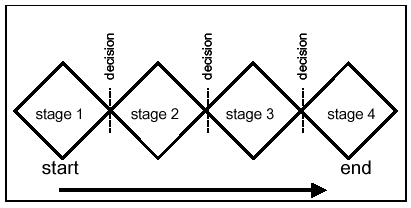 decision
decision
decision
stage 1
stage 2
stage 3
stage 4
start
end